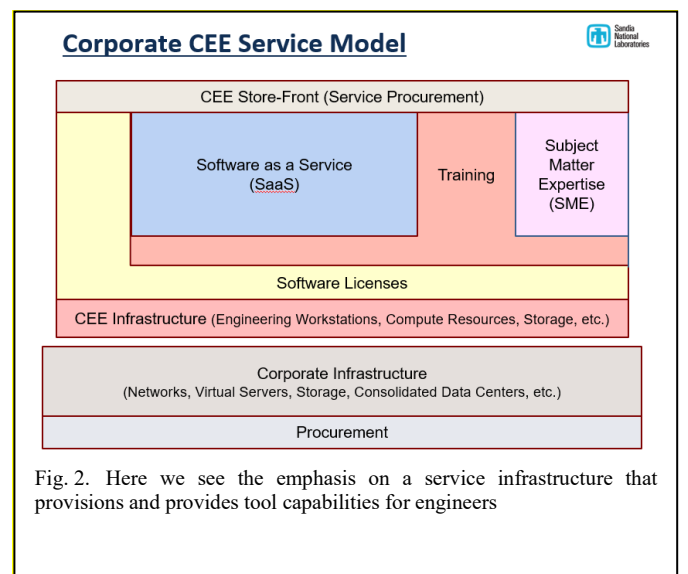 Corporate CEE Service Model
Sandia
National
Laboratories
CEE Store-Front (Service Procurement)
Software as a Service
(SaaS)
Training
Subject
Matter
Expertise
(SME)
Software Licenses
CEE Infrastructure (Engineering Workstations, Compute Resources, Storage, etc.)
Corporate Infrastructure
(Networks, Virtual Servers, Storage, Consolidated Data Centers, etc.)
Procurement
Fig. 2. Here we see the emphasis on a service infrastructure that
provisions and provides tool capabilities for engineers